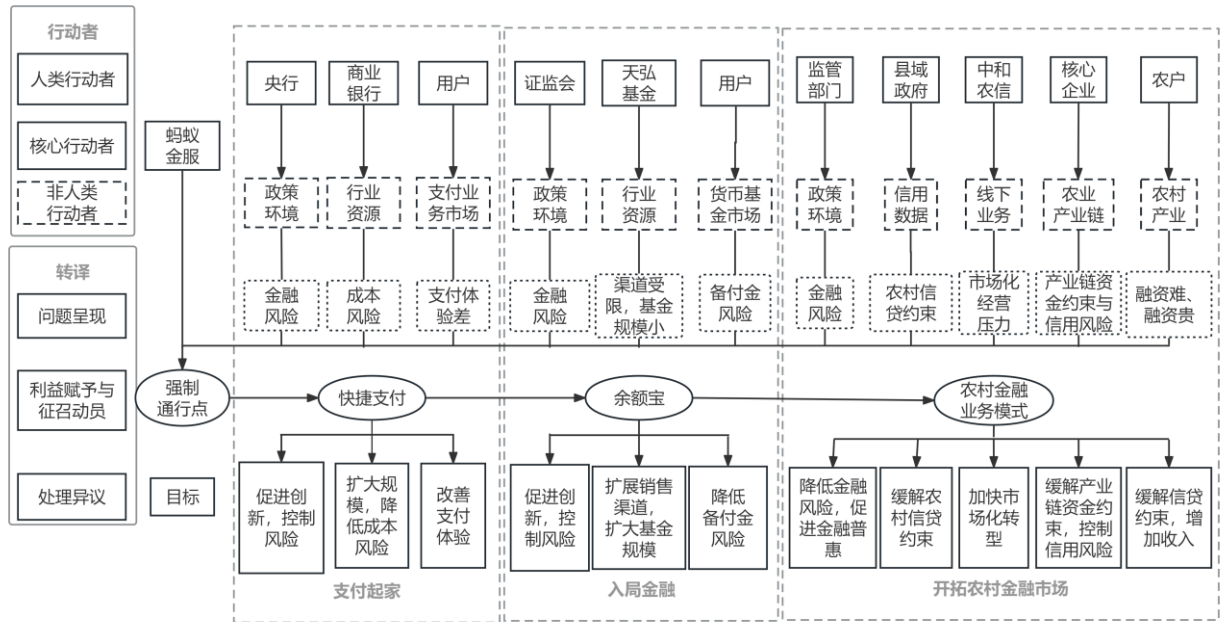 行动者
人类行动者
核心行动者
非人类
行动者
转译
问题呈现
利益赋予与
征召动员
处理异议
蚂蚁
金服
强制
通行点
目标
央行
商业
银行
用户
政策
环境
行业
资源
支付业
务市场
金融
风险
成本
风险
支付体
验差
快捷支付
促进创
新，控制
风险
扩大规
模，降
低成本
风险
改善
支付
体验
支付起家
证监会
天弘
基金
用户
政策
环境
行业
资源
货币基
金市场
金融
风险
渠道受
限，基金
规模小
备付金
风险
余额宝
促进创
新，控
制风险
扩展销售
渠道，
扩大基金
规模
降低
备付金
风险
入局金融
监管
部门
县域
政府
中和
农信
核心
企业
农户
政策
环境
信用
数据
线下
业务
农业
产业链
农村
产业
金融
风险
农村信
贷约束
市场化
经营
压力
产业链资
金约束与
信用风险
融资难、
融资贵
农村金融
业务模式
降低金融
风险，促
进金融普
惠
缓解农
村信贷
约束
加快市
场化转
型
缓解产业
链资金约
束，控制
信用风险
缓解信贷
约束，增
加收入
开拓农村金融市场